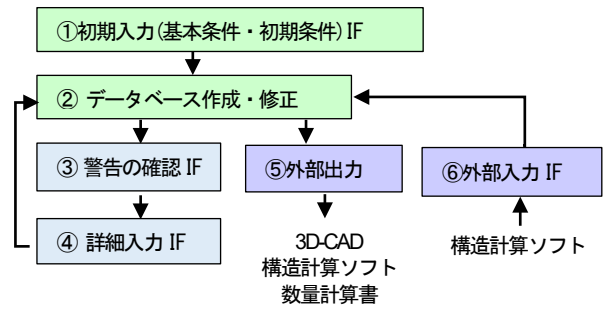 ①初期入力(基本条件・初期条件)IF
② データベース作成・修正
③ 警告の確認 IF
⑤外部出力
⑥外部入力 IF
④ 詳細入力 IF
3D-CAD
構造計算ソフト
数量計算書
構造計算ソフト